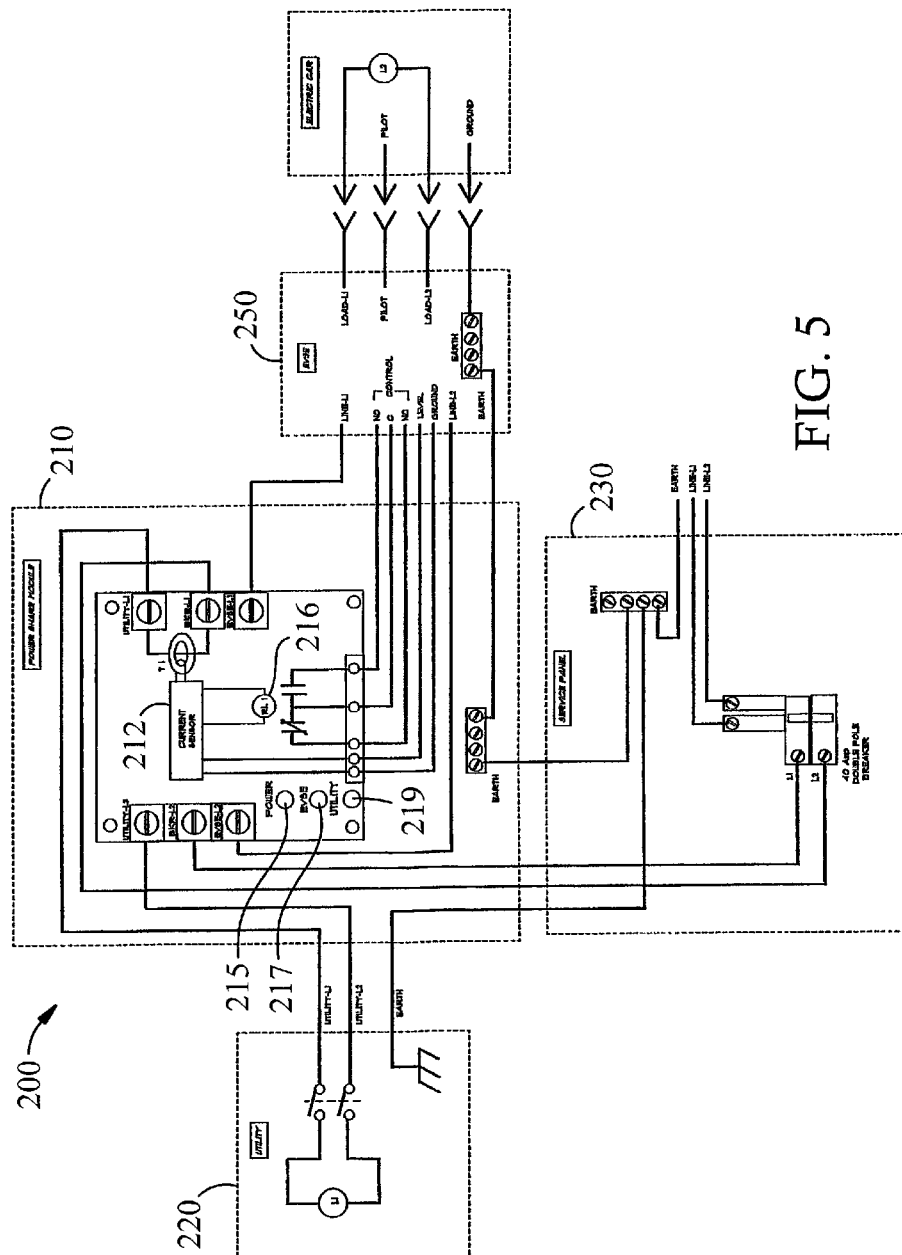 200
220
UTILITY
L1
UTILITY-L1
UTILITY-L2
EARTH
210
POWER SHARE MODULE
UTILITY-L2
EVSE-L2
POWER
EVSE
UTILITY
215
217
219
212
CURRENT
SENSOR
T1
RL1
216
UTILITY-L1
EVSE-L1
EARTH
230
SERVICE PANEL
EARTH
L1
L2
40 Amp
DOUBLE POLE
BREAKER
EARTH
LINE-L1
LINE-L2
250
EVSE
LINE-L1
NO
C
NC
CONTROL
LEVEL
GROUND
LINE-L2
EARTH
EARTH
LOAD-L1
PILOT
LOAD-L2
ELECTRIC CAR
L2
PILOT
GROUND
FIG. 5